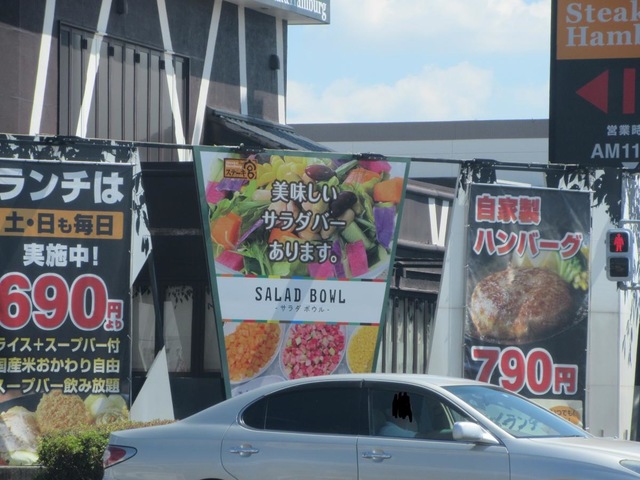 ランチは
土・日も毎日
実施中!
690円より
ライス+スープバー付
国産米おかわり自由
スープバー飲み放題
ステーキ
美味しい
サラダバー
あります。
SALAD BOWL
-サラダボウル-
自家製
ハンバーグ
790円
Steak
Hamb
営業時
AM11